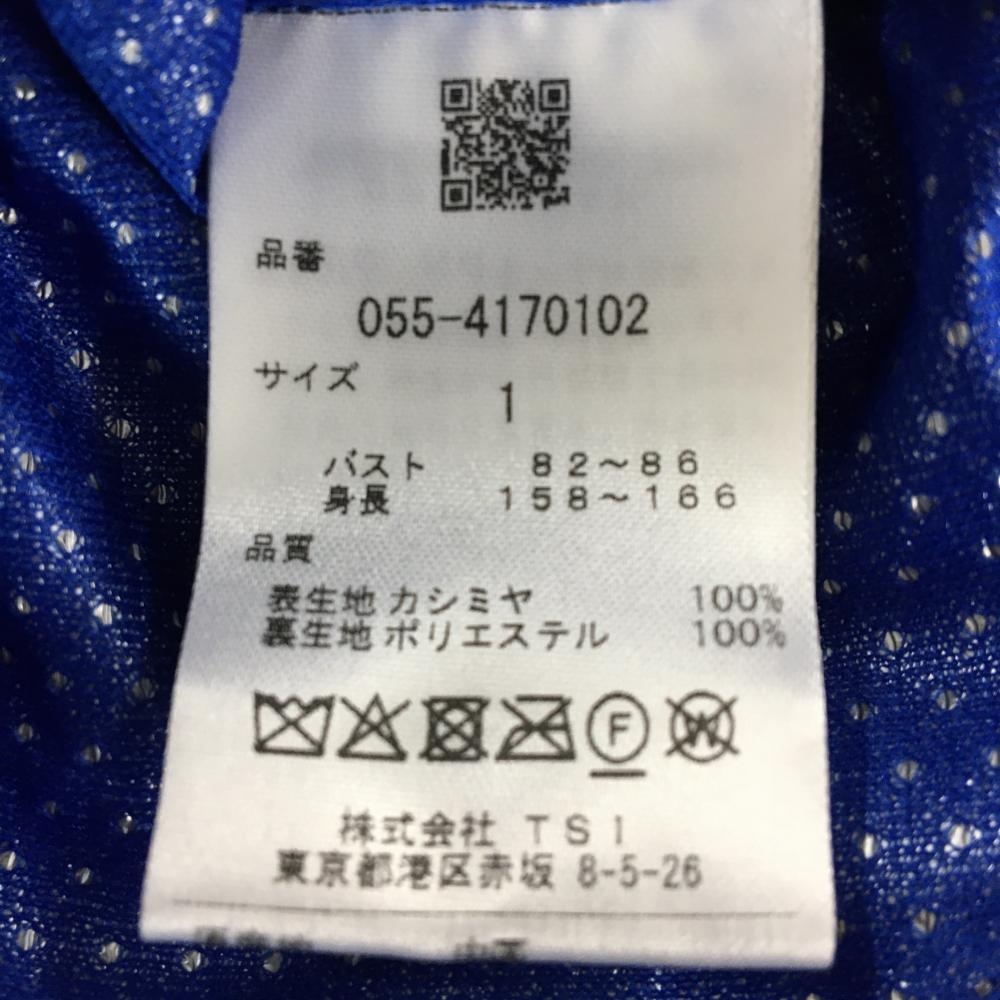 品番
055-4170102
サイズ
1
バスト 82～86
身長 158～166
品質
表生地 カシミヤ 100%
裏生地 ポリエステル 100%
F W
株式会社 TSI
東京都港区赤坂 8-5-26